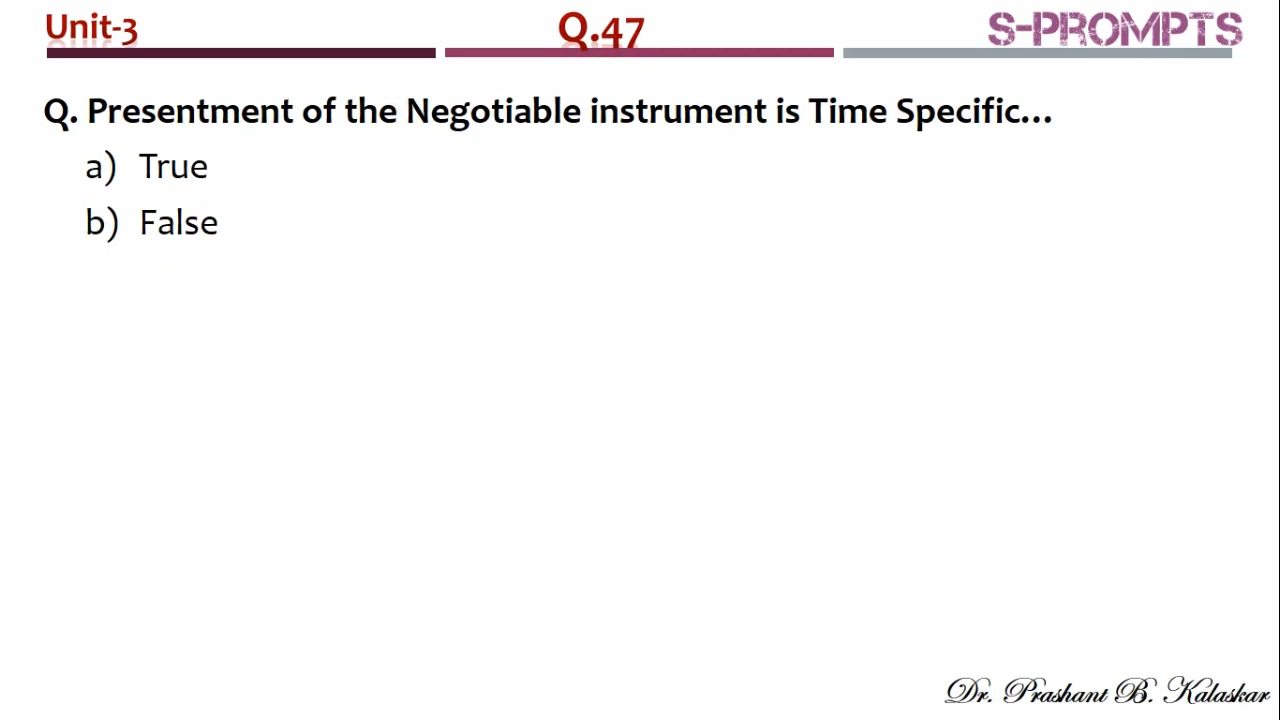 Unit-3
Q.47
S-PROMPTS
Q. Presentment of the Negotiable instrument is Time Specific...
a) True
b) False
Dr. Prashant B. Kalaskar